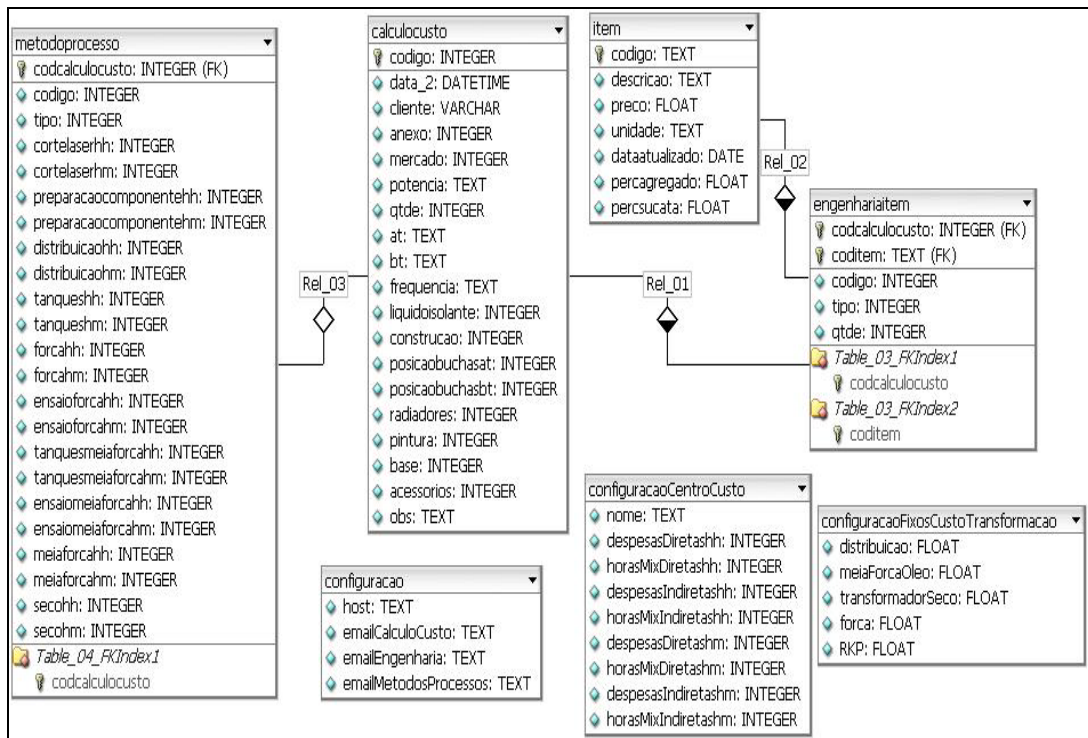 metodoprocesso
codcalculocusto: INTEGER (FK)
codigo: INTEGER
tipo: INTEGER
cortelaserhh: INTEGER
cortelaserhm: INTEGER
preparacaocomponentehh: INTEGER
preparacaocomponentehm: INTEGER
distribuicaohh: INTEGER
distribuicaohm: INTEGER
tanqueshh: INTEGER
tanqueshm: INTEGER
forcahh: INTEGER
forcahm: INTEGER
ensaioforcahh: INTEGER
ensaioforcahm: INTEGER
tanquesmeiaforcahh: INTEGER
tanquesmeiaforcahm: INTEGER
ensaiomeiaforcahh: INTEGER
ensaiomeiaforcahm: INTEGER
meiaforcahh: INTEGER
meiaforcahm: INTEGER
secohh: INTEGER
secohm: INTEGER
Table_04_FKIndex1
codcalculocusto
Rel_03
calculocusto
codigo: INTEGER
data_2: DATETIME
cliente: VARCHAR
anexo: INTEGER
mercado: INTEGER
potencia: TEXT
qtde: INTEGER
at: TEXT
bt: TEXT
frequencia: TEXT
liquidoisolante: INTEGER
construcao: INTEGER
posicaobuchasat: INTEGER
posicaobuchasbt: INTEGER
radiadores: INTEGER
pintura: INTEGER
base: INTEGER
acessorios: INTEGER
obs: TEXT
Rel_01
item
codigo: TEXT
descricao: TEXT
preco: FLOAT
unidade: TEXT
dataatualizado: DATE
percagregado: FLOAT
percsucata: FLOAT
Rel_02
engenhariaitem
codcalculocusto: INTEGER (FK)
coditem: TEXT (FK)
codigo: INTEGER
tipo: INTEGER
qtde: INTEGER
Table_03_FKIndex1
codcalculocusto
Table_03_FKIndex2
coditem
configuracao
host: TEXT
emailCalculoCusto: TEXT
emailEngenharia: TEXT
emailMetodosProcessos: TEXT
configuracaoCentroCusto
nome: TEXT
despesasDiretashh: INTEGER
horasMixDiretashh: INTEGER
despesasIndiretashh: INTEGER
horasMixIndiretashh: INTEGER
despesasDiretashm: INTEGER
horasMixDiretashm: INTEGER
despesasIndiretashm: INTEGER
horasMixIndiretashm: INTEGER
configuracaoFixosCustoTransformacao
distribuicao: FLOAT
meiaForcaOleo: FLOAT
transformadorSeco: FLOAT
forca: FLOAT
RKP: FLOAT